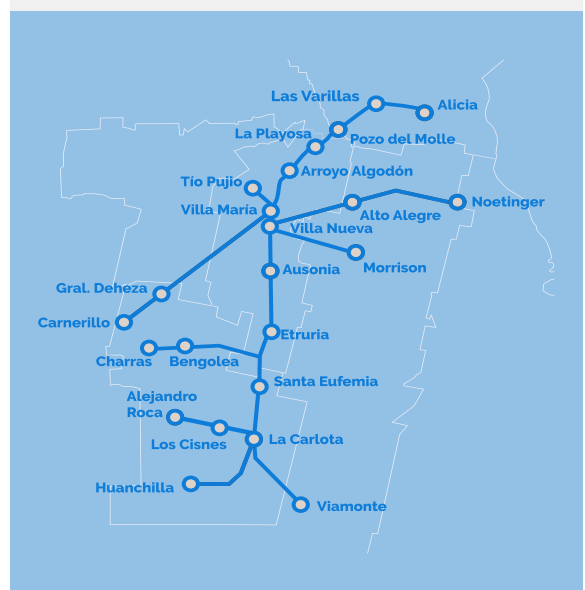 Las Varillas
Alicia
La Playosa
Pozo del Molle
Arroyo Algodón
Tío Pujio
Villa María
Noetinger
Alto Alegre
Villa Nueva
Morrison
Ausonia
Gral. Deheza
Carnerillo
Etruria
Charras
Bengolea
Santa Eufemia
Alejandro
Roca
Los Cisnes
La Carlota
Huanchilla
Viamonte